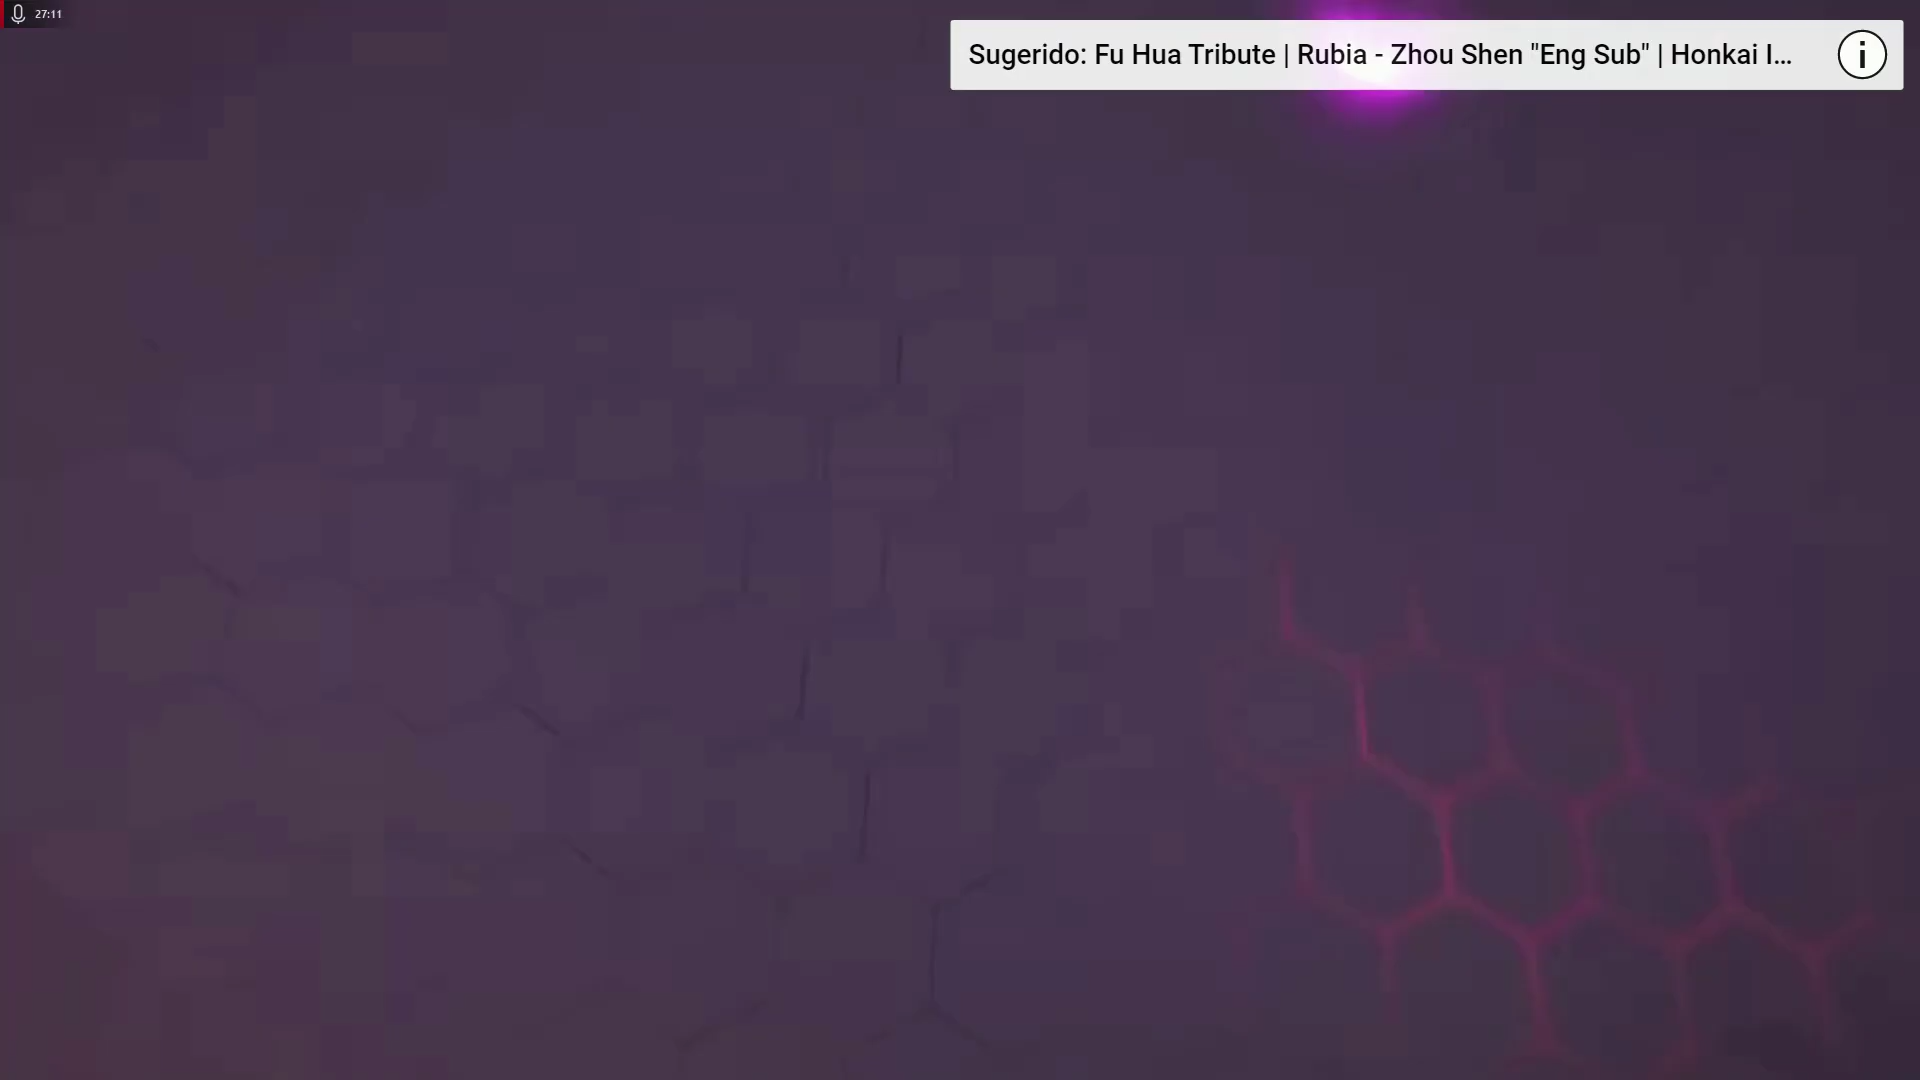 27:11
Sugerido: Fu Hua Tribute | Rubia - Zhou Shen "Eng Sub" | Honkai I...